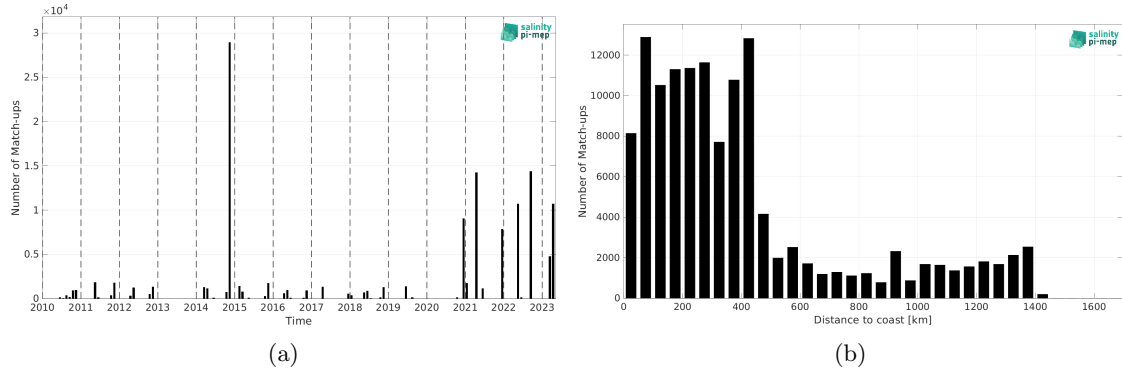 ×10⁴
3
2.5
2
1.5
1
0.5
0
2010 2011 2012 2013 2014 2015 2016 2017 2018 2019 2020 2021 2022 2023
Time
Number of Match-ups
salinity
pi-mep
(a)
12000
10000
8000
6000
4000
2000
0
0 200 400 600 800 1000 1200 1400 1600
Distance to coast [km]
Number of Match-ups
salinity
pi-mep
(b)